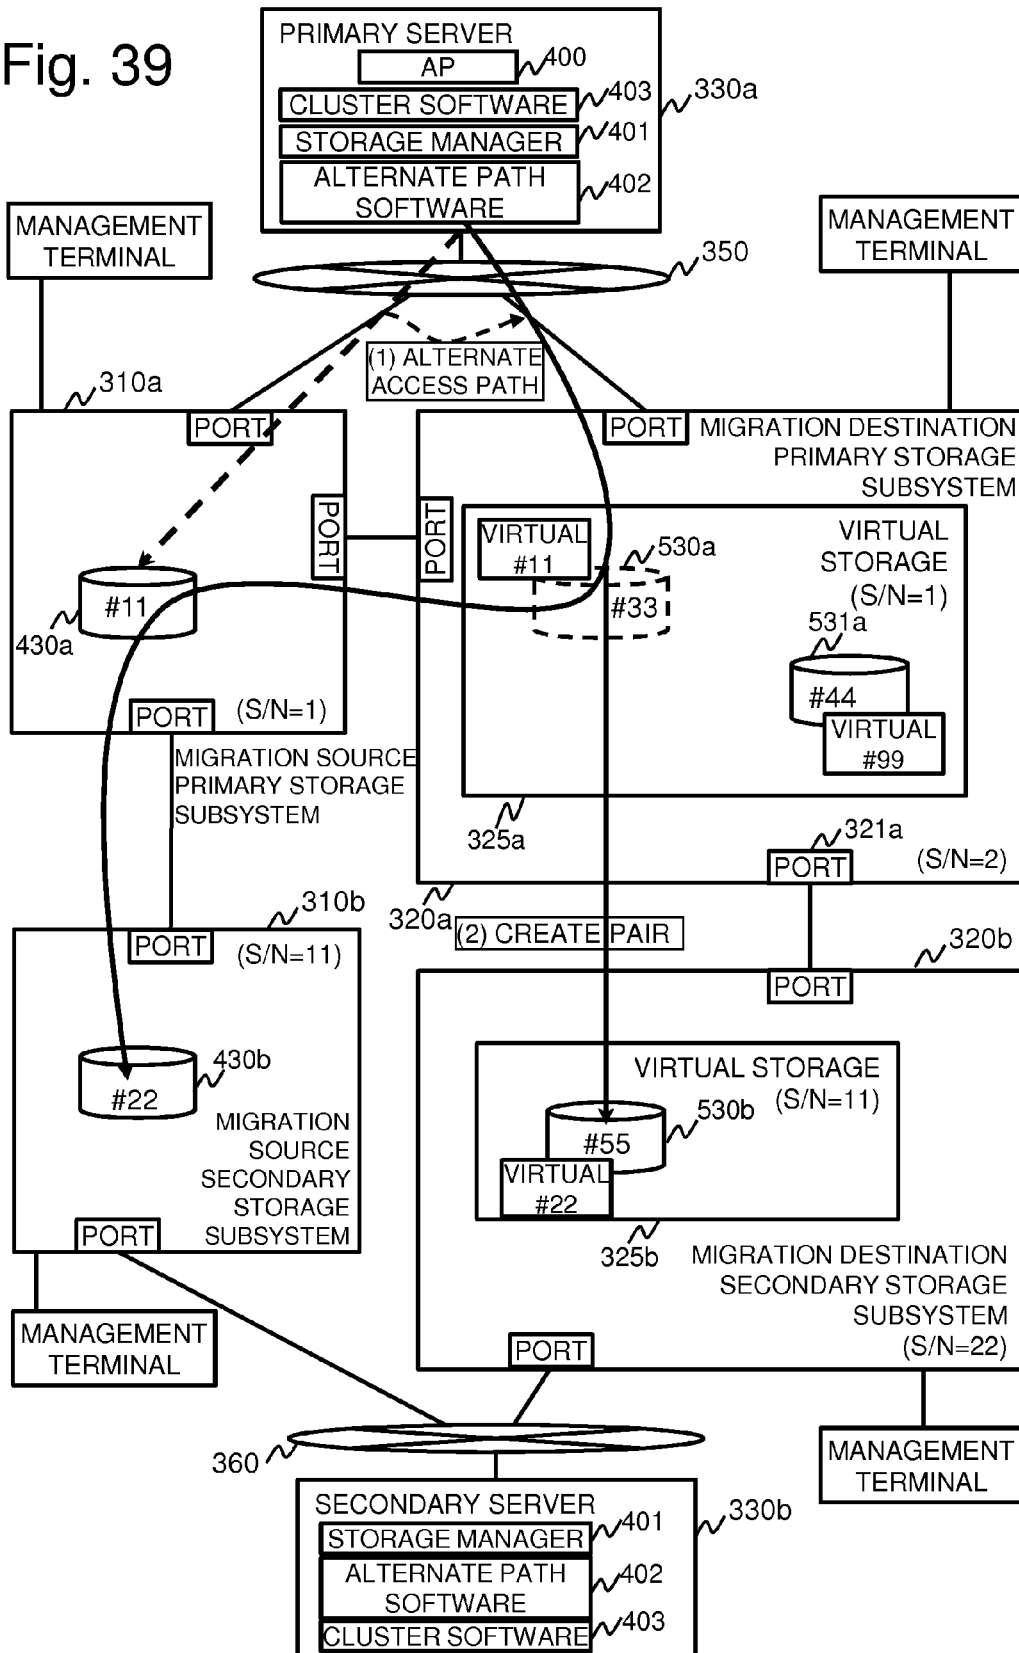 Fig. 39
PRIMARY SERVER
AP
400
CLUSTER SOFTWARE
403
330a
STORAGE MANAGER
401
ALTERNATE PATH
SOFTWARE
402
MANAGEMENT
TERMINAL
MANAGEMENT
TERMINAL
350
(1) ALTERNATE
ACCESS PATH
310a
PORT
PORT
MIGRATION DESTINATION
PRIMARY STORAGE
SUBSYSTEM
PORT
PORT
VIRTUAL
#11
530a
VIRTUAL
STORAGE
(S/N=1)
#11
#33
430a
531a
#44
VIRTUAL
#99
PORT
(S/N=1)
MIGRATION SOURCE
PRIMARY STORAGE
SUBSYSTEM
325a
321a
PORT
(S/N=2)
320a
310b
(2) CREATE PAIR
PORT
(S/N=11)
320b
PORT
430b
#22
VIRTUAL STORAGE
(S/N=11)
530b
#55
VIRTUAL
#22
MIGRATION
SOURCE
SECONDARY
STORAGE
SUBSYSTEM
PORT
325b
MIGRATION DESTINATION
SECONDARY STORAGE
SUBSYSTEM
(S/N=22)
MANAGEMENT
TERMINAL
PORT
360
MANAGEMENT
TERMINAL
SECONDARY SERVER
330b
STORAGE MANAGER
401
ALTERNATE PATH
SOFTWARE
402
CLUSTER SOFTWARE
403